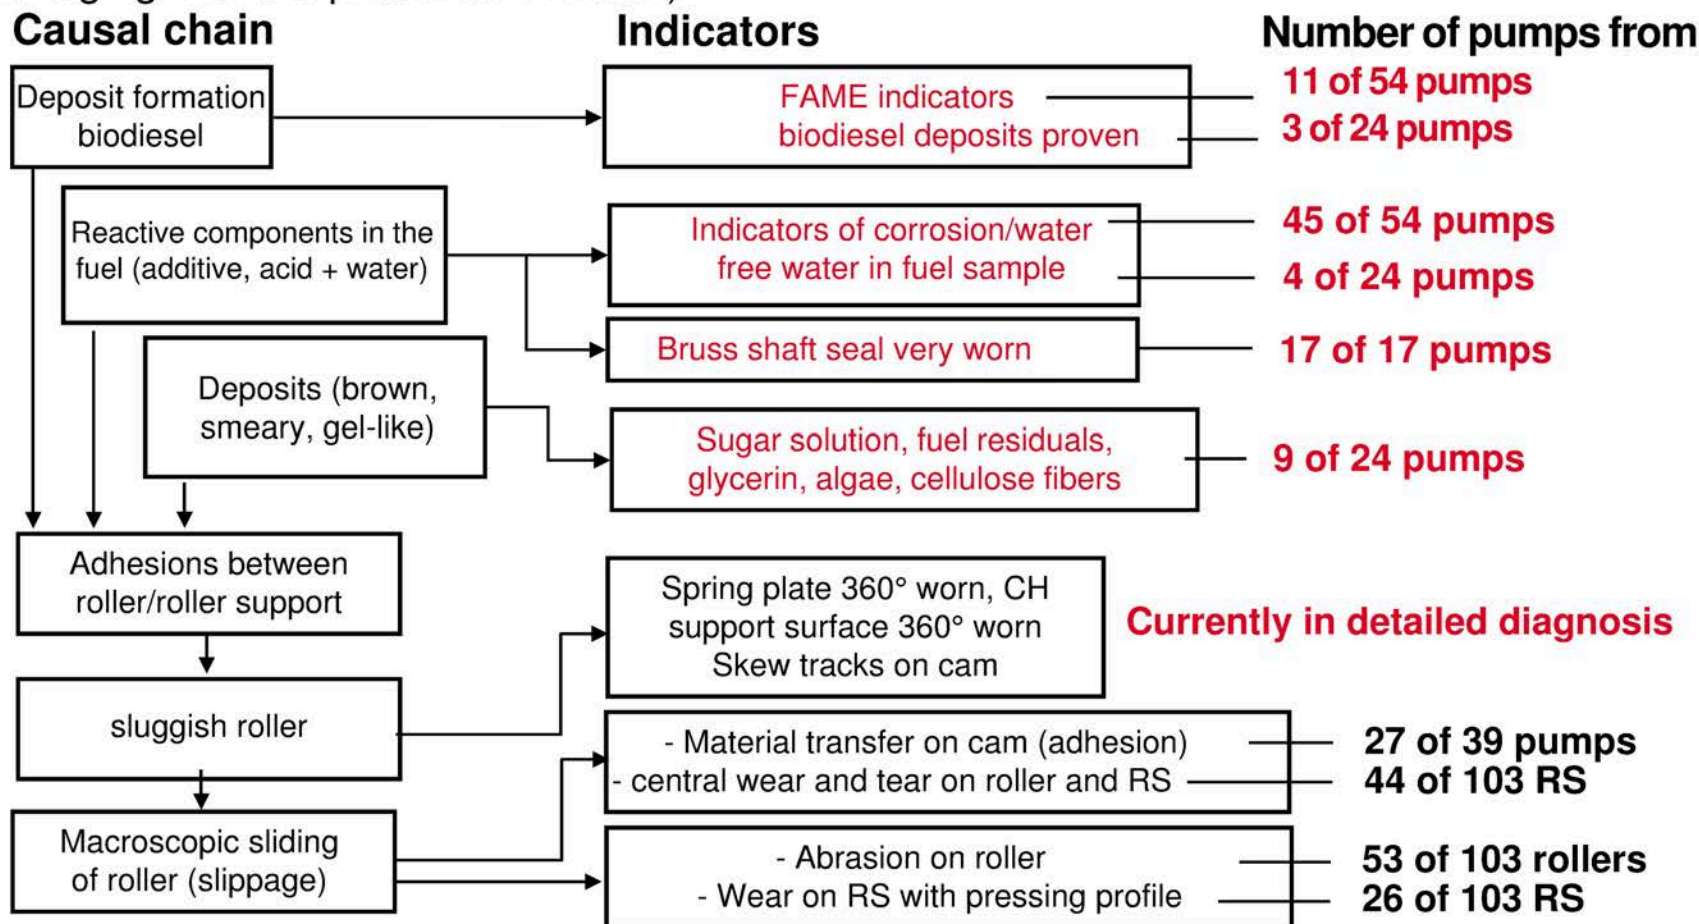 Causal chain
Indicators
Number of pumps from
Deposit formation
biodiesel
FAME indicators
biodiesel deposits proven
11 of 54 pumps
3 of 24 pumps
Reactive components in the
fuel (additive, acid + water)
Indicators of corrosion/water
free water in fuel sample
45 of 54 pumps
4 of 24 pumps
Bruss shaft seal very worn
17 of 17 pumps
Deposits (brown,
smeary, gel-like)
Sugar solution, fuel residuals,
glycerin, algae, cellulose fibers
9 of 24 pumps
Adhesions between
roller/roller support
Spring plate 360° worn, CH
support surface 360° worn
Skew tracks on cam
Currently in detailed diagnosis
sluggish roller
- Material transfer on cam (adhesion)
- central wear and tear on roller and RS
27 of 39 pumps
44 of 103 RS
Macroscopic sliding
of roller (slippage)
- Abrasion on roller
- Wear on RS with pressing profile
53 of 103 rollers
26 of 103 RS